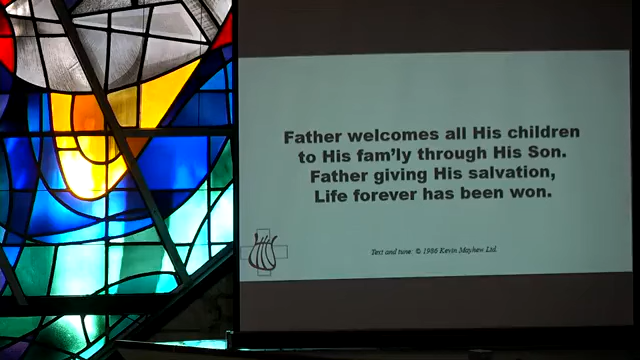 Father welcomes all His children
to His fam'ly through His Son.
Father giving His salvation,
Life forever has been won.
Text and tune © 1986 Kevin Mayhew Ltd.